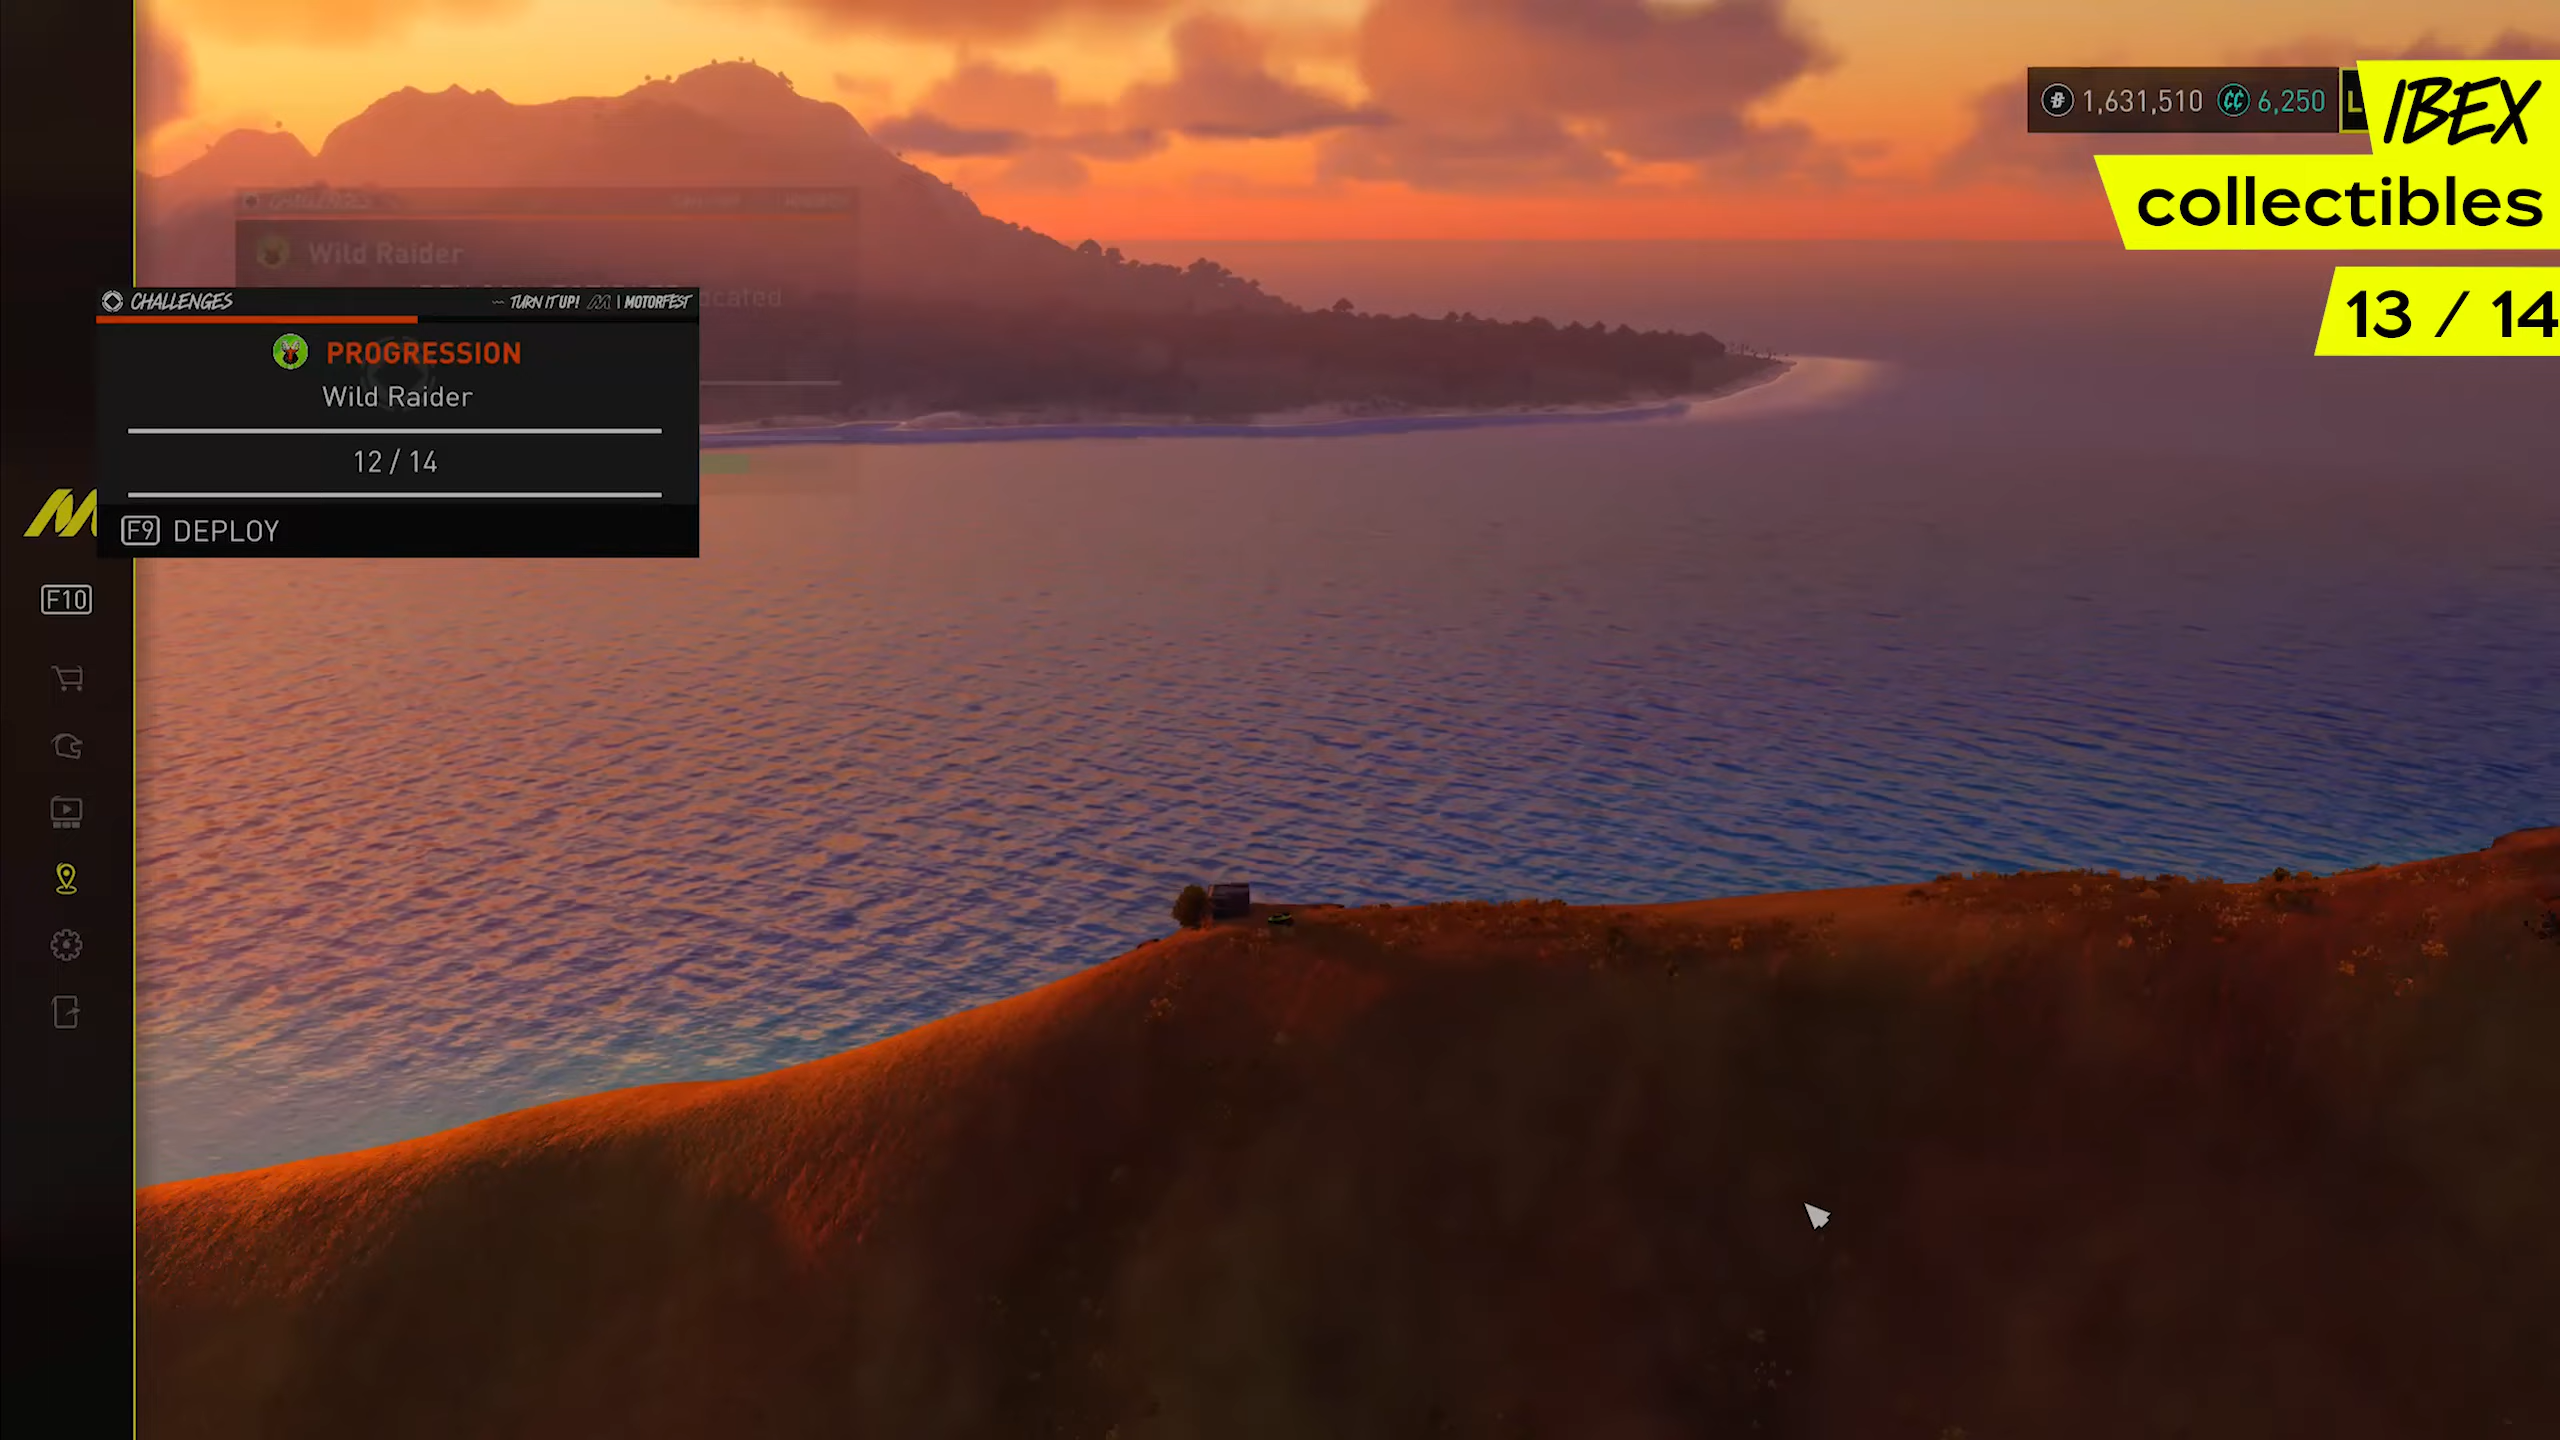 1,631,510 6,250
IBEX
collectibles
13 / 14
Wild Raider
CHALLENGES TURN IT UP! | MOTORFEST
PROGRESSION
Wild Raider
12 / 14
F9 DEPLOY
F10